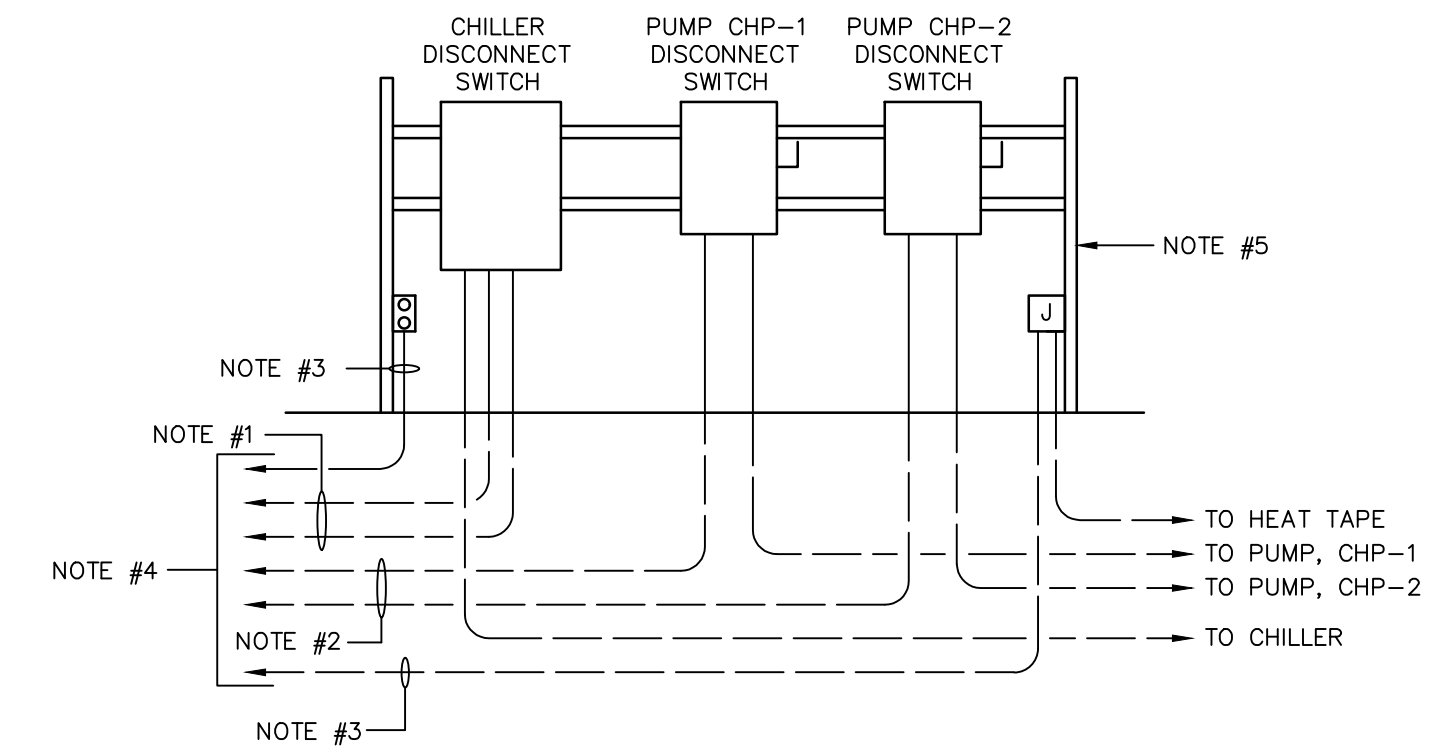 CHILLER
DISCONNECT
SWITCH
PUMP CHP-1
DISCONNECT
SWITCH
PUMP CHP-2
DISCONNECT
SWITCH
NOTE #5
J
NOTE #3
NOTE #1
NOTE #4
NOTE #2
NOTE #3
TO HEAT TAPE
TO PUMP, CHP-1
TO PUMP, CHP-2
TO CHILLER